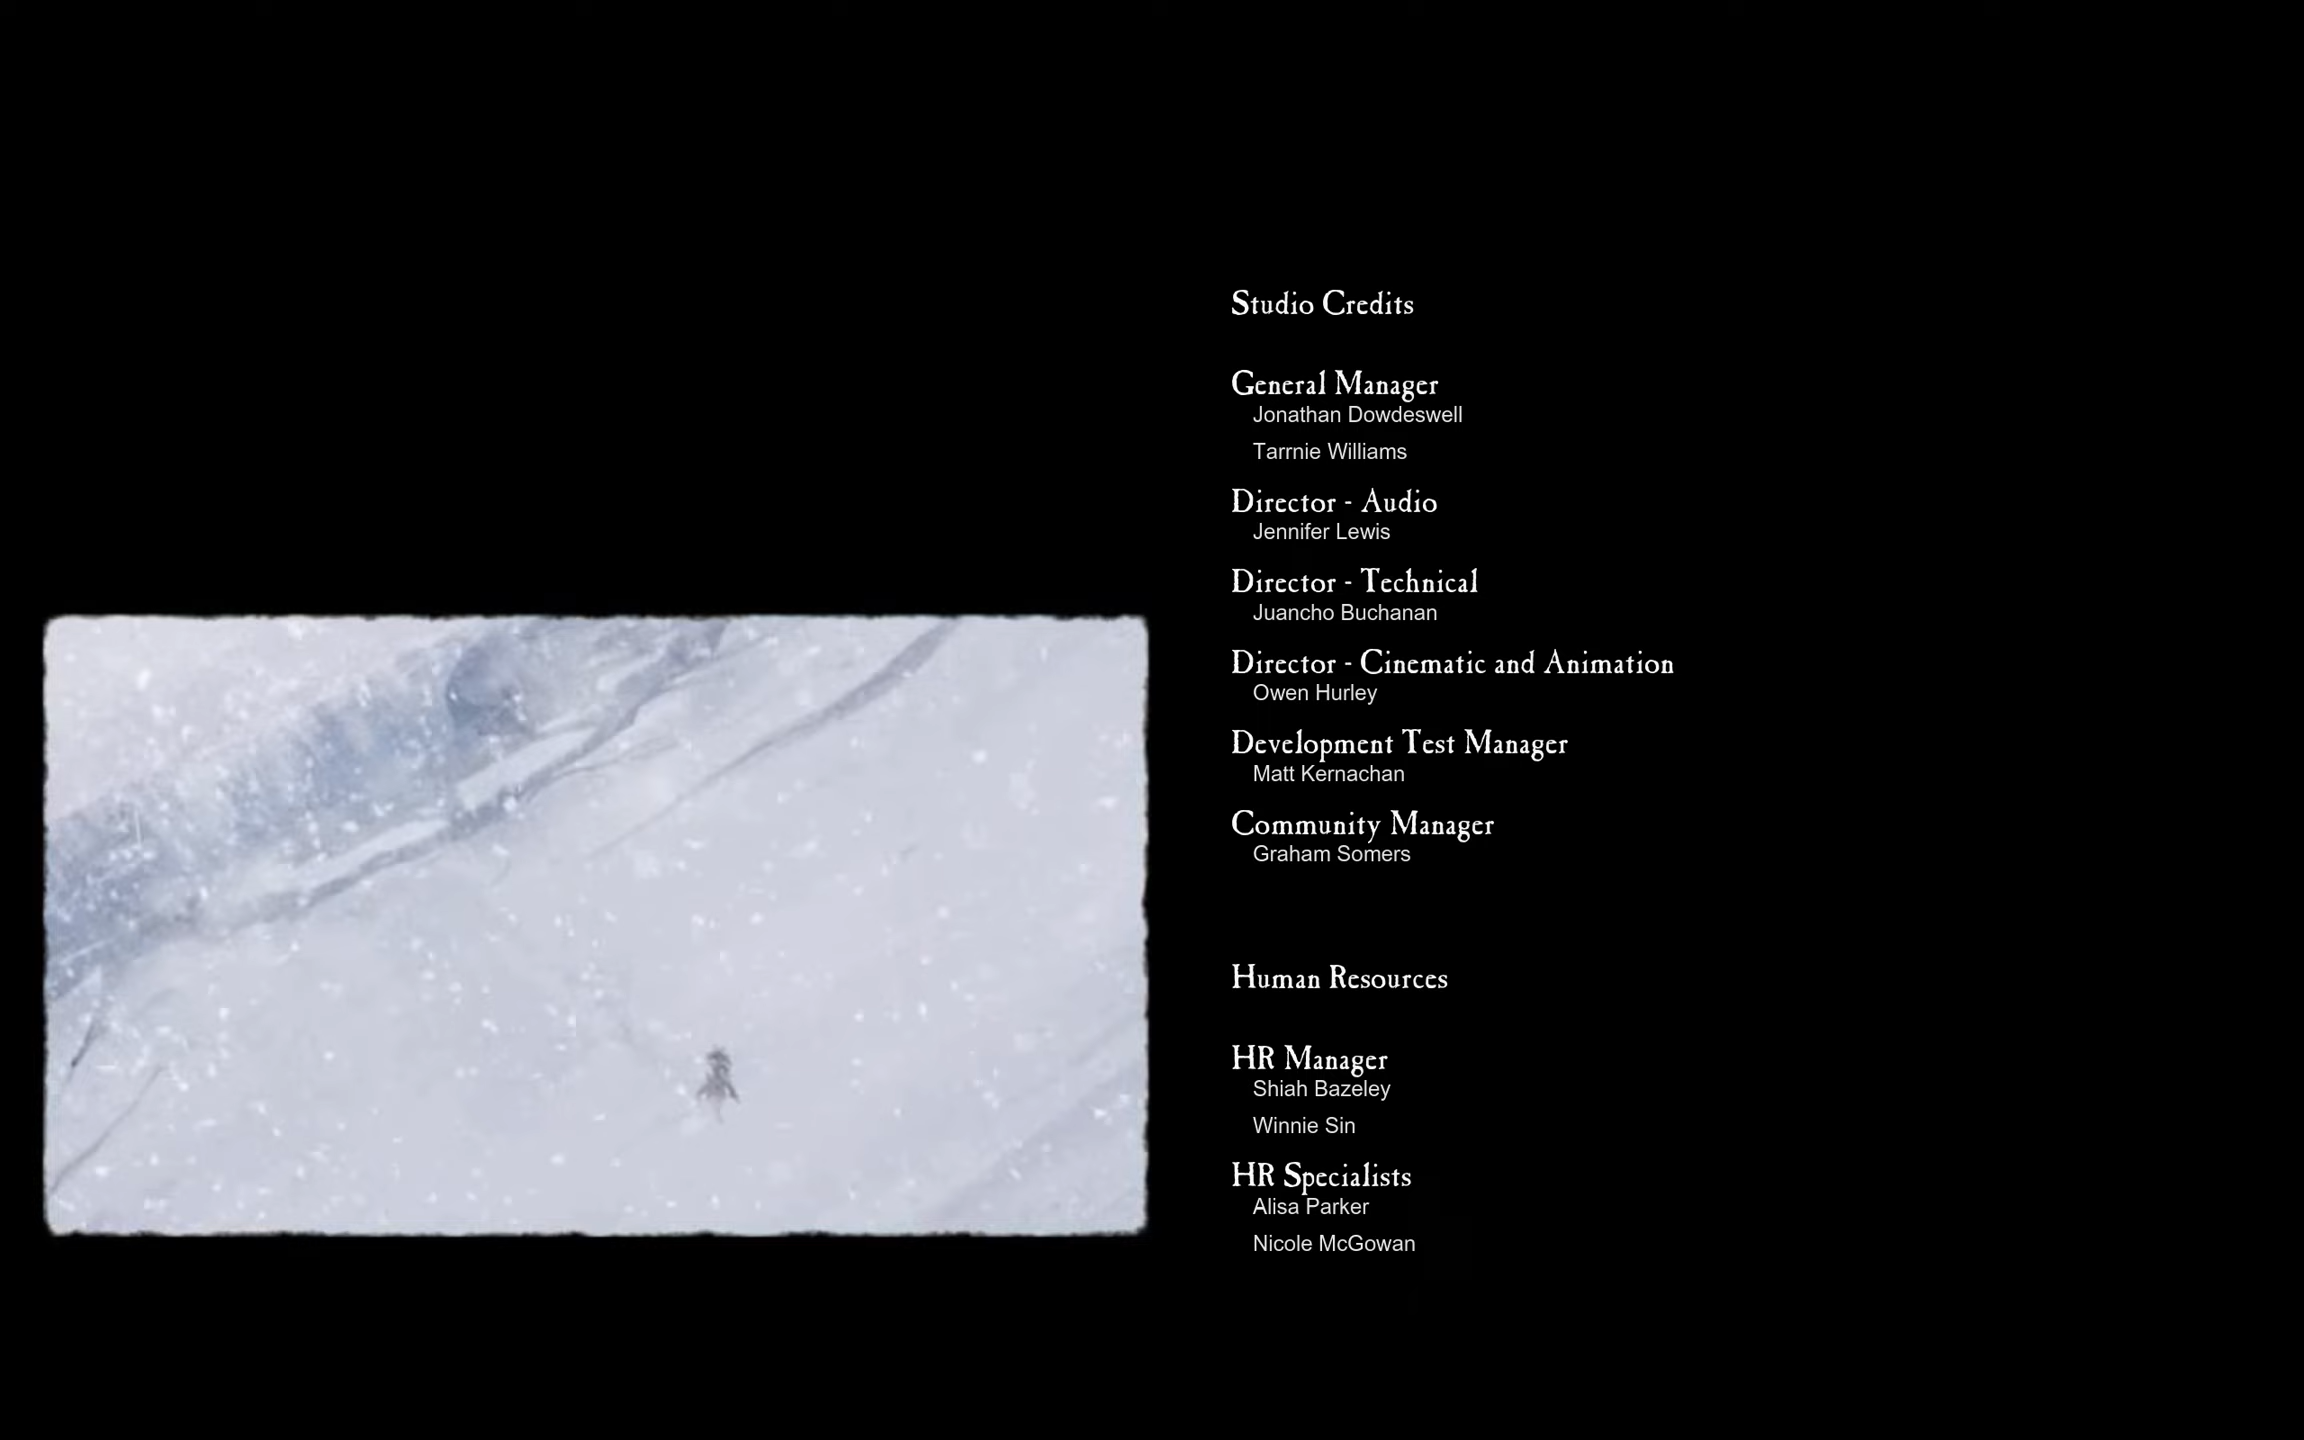 Studio Credits
General Manager
Jonathan Dowdeswell
Tarrnie Williams
Director - Audio
Jennifer Lewis
Director - Technical
Juancho Buchanan
Director - Cinematic and Animation
Owen Hurley
Development Test Manager
Matt Kernachan
Community Manager
Graham Somers
Human Resources
HR Manager
Shiah Bazeley
Winnie Sin
HR Specialists
Alisa Parker
Nicole McGowan